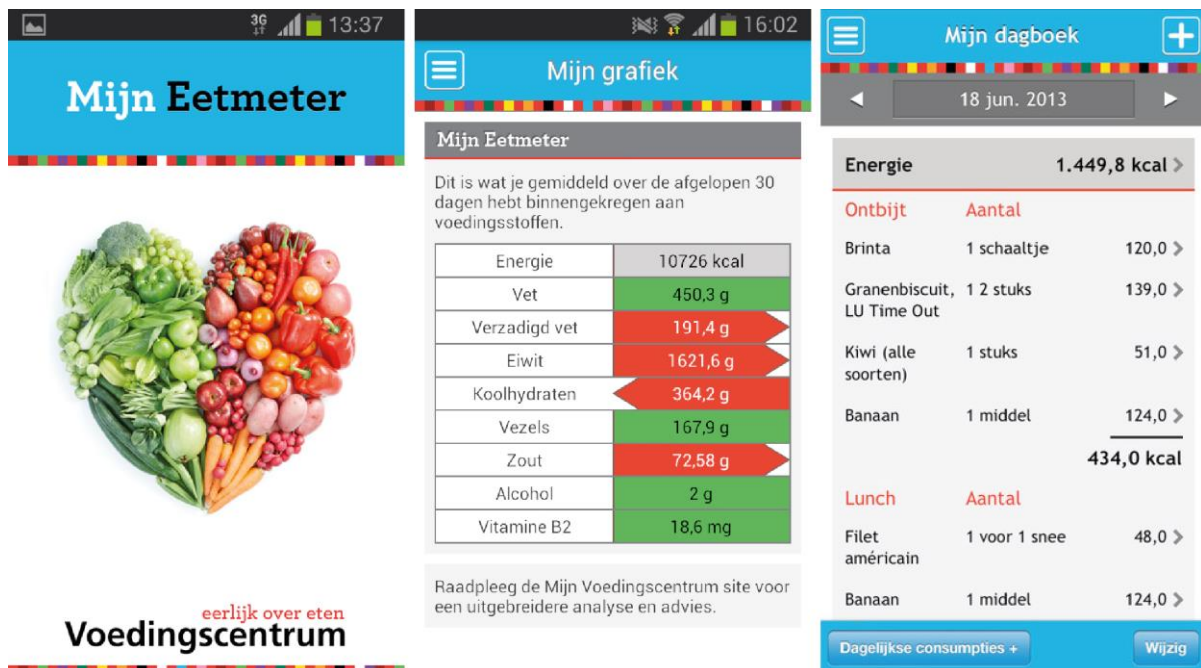 3G 13:37
Mijn Eetmeter
eerlijk over eten
Voedingscentrum
16:02
Mijn grafiek
Mijn Eetmeter
Dit is wat je gemiddeld over de afgelopen 30
dagen hebt binnengekregen aan
voedingsstoffen.
Energie 10726 kcal
Vet 450,3 g
Verzadigd vet 191,4 g
Eiwit 1621,6 g
Koolhydraten 364,2 g
Vezels 167,9 g
Zout 72,58 g
Alcohol 2 g
Vitamine B2 18,6 mg
Raadpleeg de Mijn Voedingscentrum site voor
een uitgebreidere analyse en advies.
Mijn dagboek
18 jun. 2013
Energie 1.449,8 kcal
Ontbijt Aantal
Brinta 1 schaaltje 120,0
Granenbiscuit, 1 2 stuks 139,0
LU Time Out
Kiwi (alle 1 stuks 51,0
soorten)
Banaan 1 middel 124,0
434,0 kcal
Lunch Aantal
Filet 1 voor 1 snee 48,0
américain
Banaan 1 middel 124,0
Dagelijkse consumpties + Wijzig